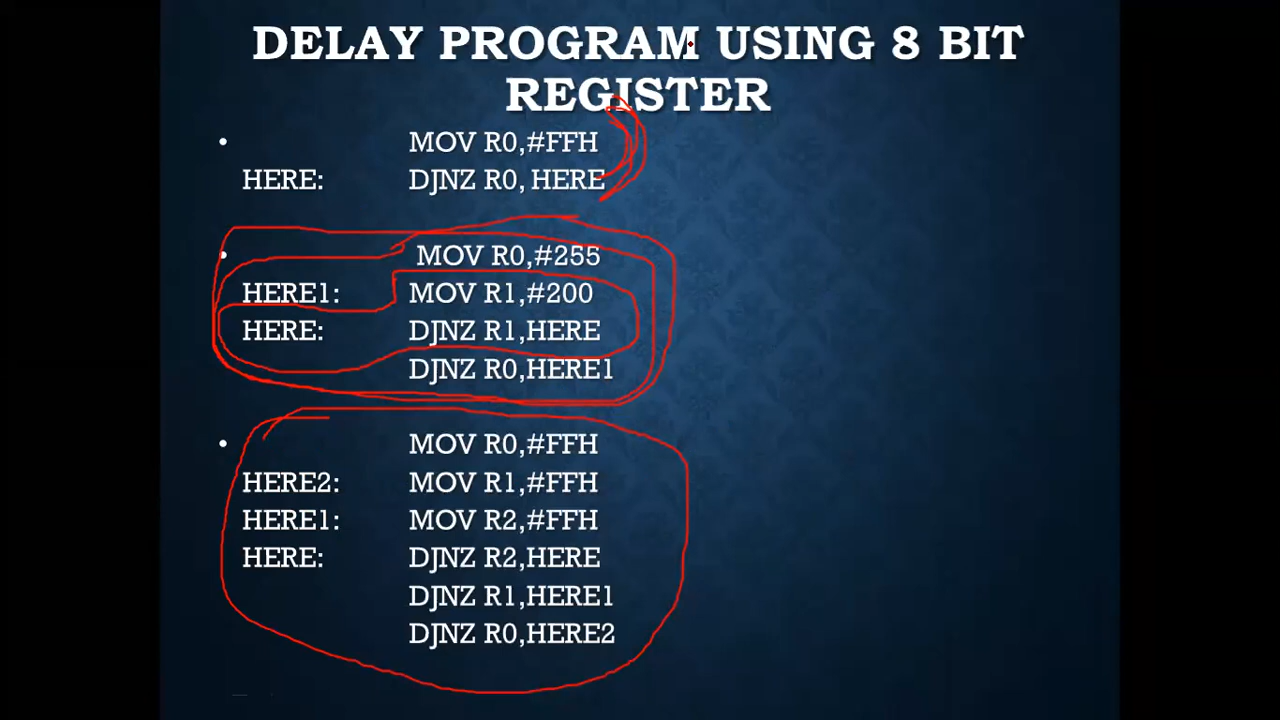 DELAY PROGRAM USING 8 BIT
REGISTER
• MOV R0,#FFH
HERE: DJNZ R0, HERE
• MOV R0,#255
HERE1: MOV R1,#200
HERE: DJNZ R1,HERE
DJNZ R0,HERE1
• MOV R0,#FFH
HERE2: MOV R1,#FFH
HERE1: MOV R2,#FFH
HERE: DJNZ R2,HERE
DJNZ R1,HERE1
DJNZ R0,HERE2